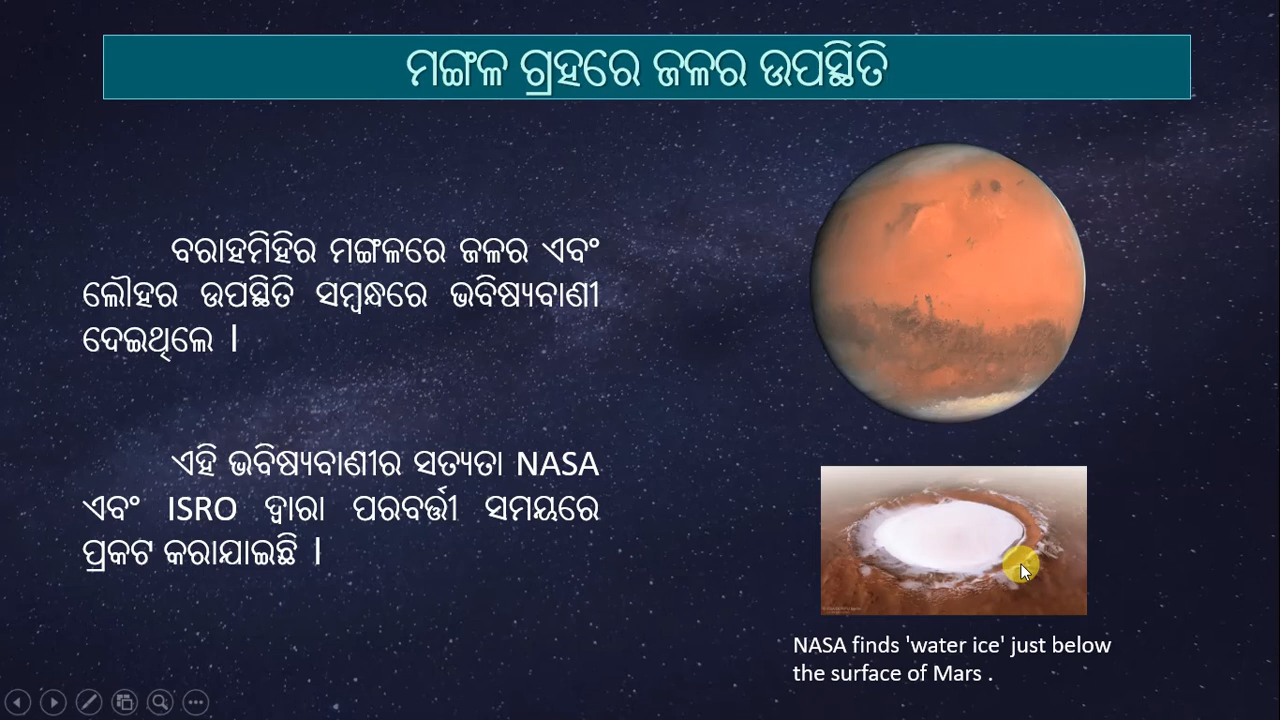 ମଙ୍ଗଳ ଗ୍ରହରେ ଜଳର ଉପସ୍ଥିତି
ବରାହମିହିର ମଙ୍ଗଳରେ ଜଳର ଏବଂ
ଲୌହର ଉପସ୍ଥିତି ସମ୍ବନ୍ଧରେ ଭବିଷ୍ୟବାଣୀ
ଦେଇଥିଲେ |
ଏହି ଭବିଷ୍ୟବାଣୀର ସତ୍ୟତା NASA
ଏବଂ ISRO ଦ୍ୱାରା ପରବର୍ତ୍ତୀ ସମୟରେ
ପ୍ରକଟ କରାଯାଇଛି |
NASA finds 'water ice' just below
the surface of Mars .